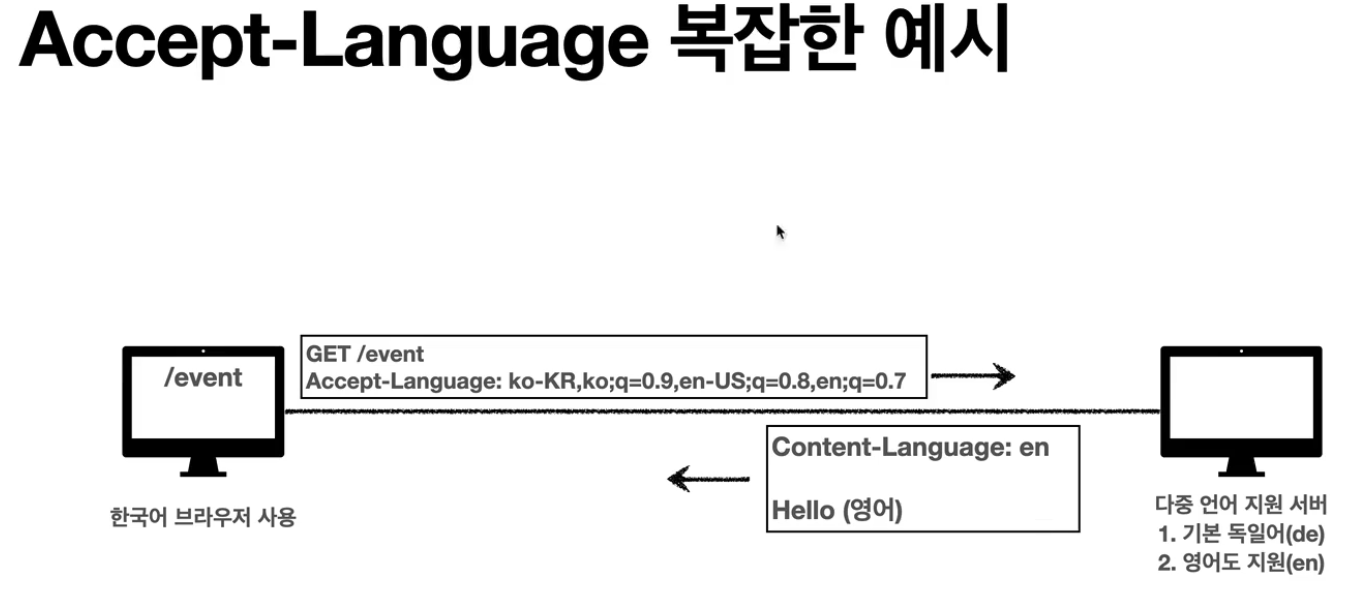 Accept-Language 복잡한 예시
/event
GET /event
Accept-Language: ko-KR,ko;q=0.9,en-US;q=0.8,en;q=0.7
Content-Language: en
Hello (영어)
한국어 브라우저 사용
다중 언어 지원 서버
1. 기본 독일어(de)
2. 영어도 지원(en)